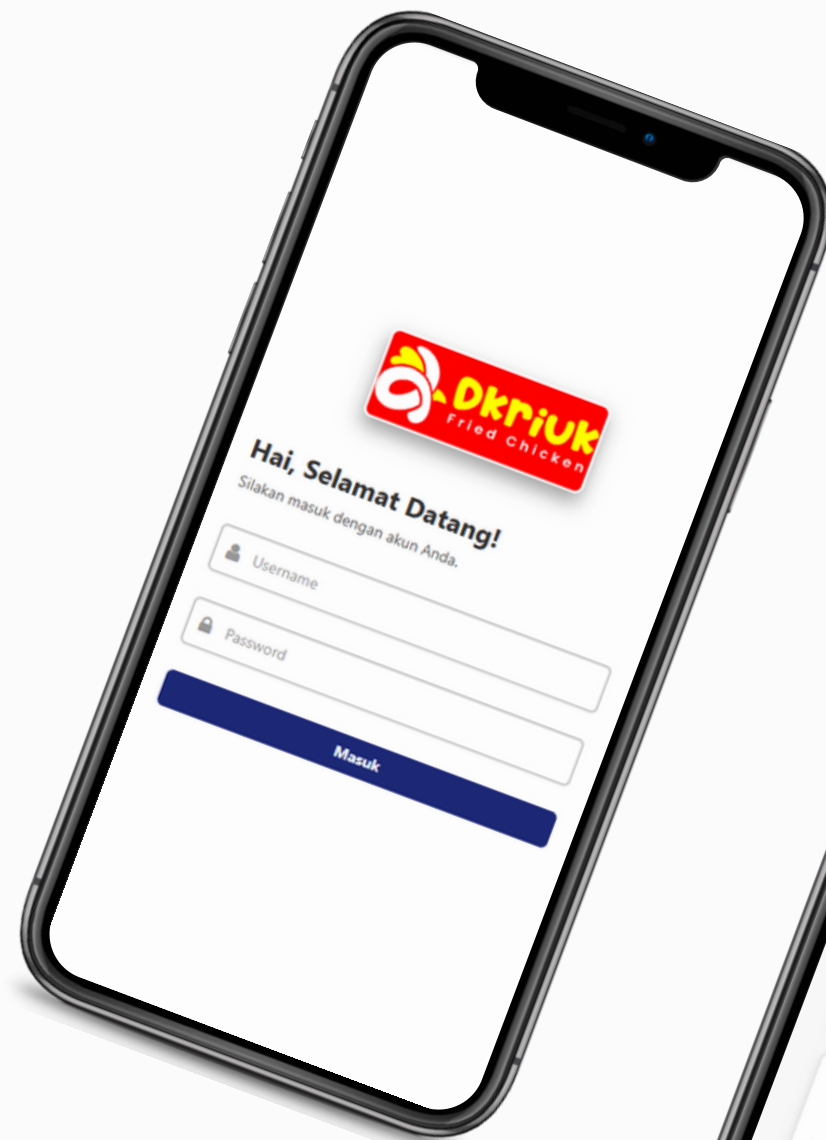 DKriuk
Fried Chicken
Hai, Selamat Datang!
Silakan masuk dengan akun Anda.
Username
Password
Masuk